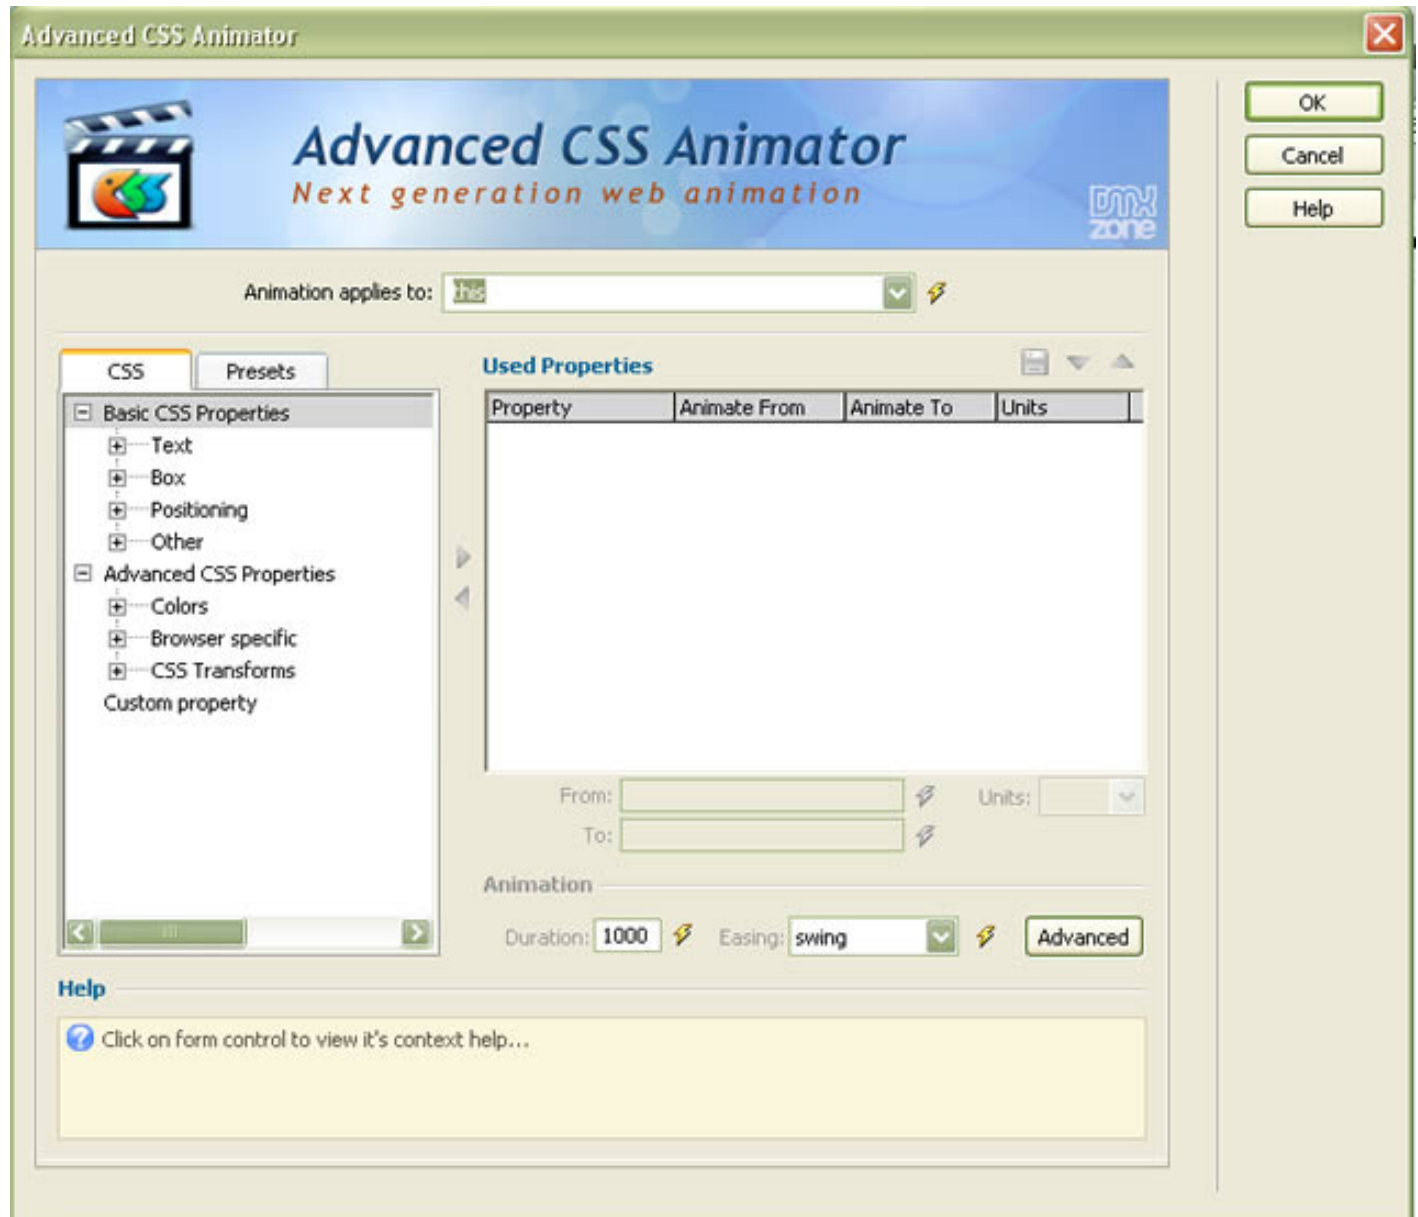 Advanced CSS Animator
OK
Cancel
Help
CSS
Advanced CSS Animator
Next generation web animation
DMX
zone
Animation applies to: this
CSS
Presets
Used Properties
Property Animate From Animate To Units
Basic CSS Properties
Text
Box
Positioning
Other
Advanced CSS Properties
Colors
Browser specific
CSS Transforms
Custom property
From:
Units:
To:
Animation
Duration: 1000 Easing: swing Advanced
Help
Click on form control to view it's context help...